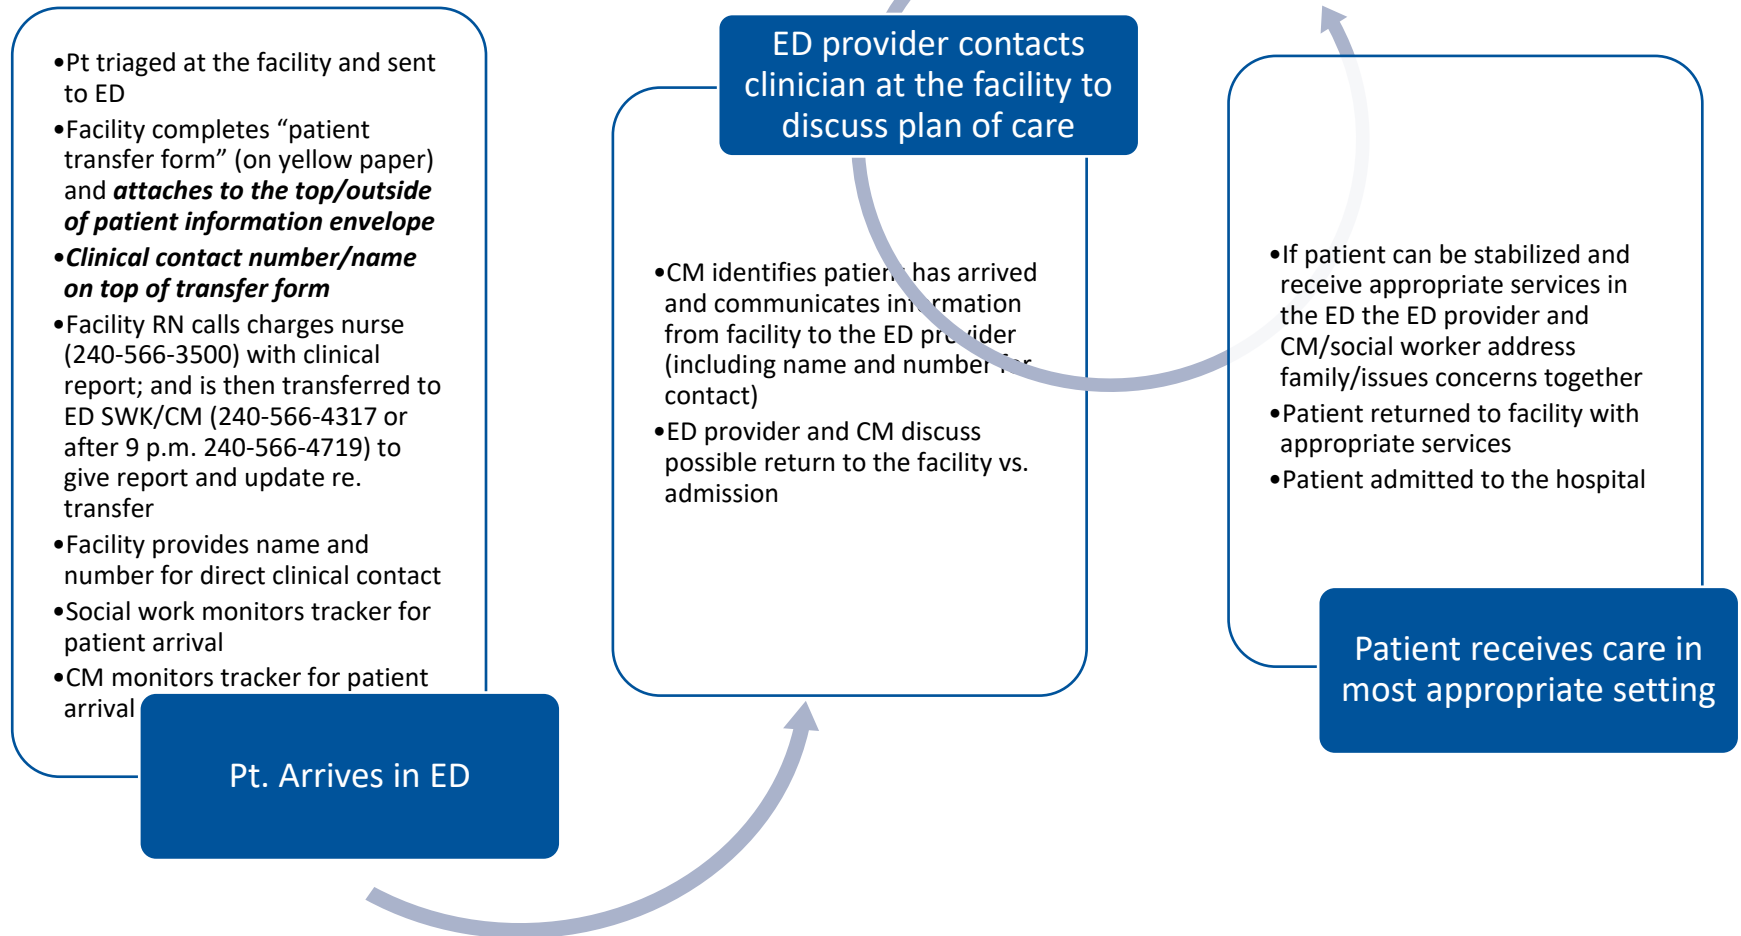 •Pt triaged at the facility and sent
to ED
•Facility completes “patient
transfer form” (on yellow paper)
and attaches to the top/outside
of patient information envelope
•Clinical contact number/name
on top of transfer form
•Facility RN calls charges nurse
(240-566-3500) with clinical
report; and is then transferred to
ED SWK/CM (240-566-4317 or
after 9 p.m. 240-566-4719) to
give report and update re.
transfer
•Facility provides name and
number for direct clinical contact
•Social work monitors tracker for
patient arrival
•CM monitors tracker for patient
arrival
Pt. Arrives in ED
ED provider contacts
clinician at the facility to
discuss plan of care
•CM identifies patient has arrived
and communicates information
from facility to the ED provider
(including name and number for
contact)
•ED provider and CM discuss
possible return to the facility vs.
admission
•If patient can be stabilized and
receive appropriate services in
the ED the ED provider and
CM/social worker address
family/issues concerns together
•Patient returned to facility with
appropriate services
•Patient admitted to the hospital
Patient receives care in
most appropriate setting